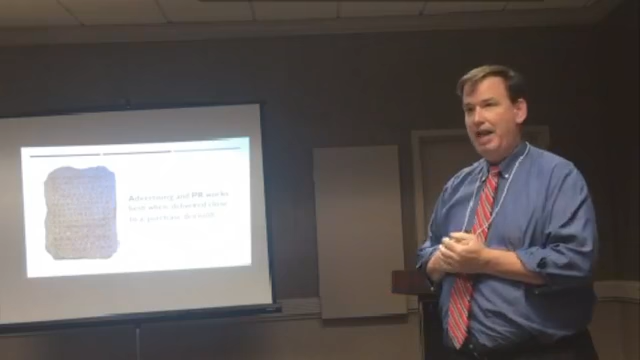 Advertising and PR works
best when delivered close
to a purchase decision